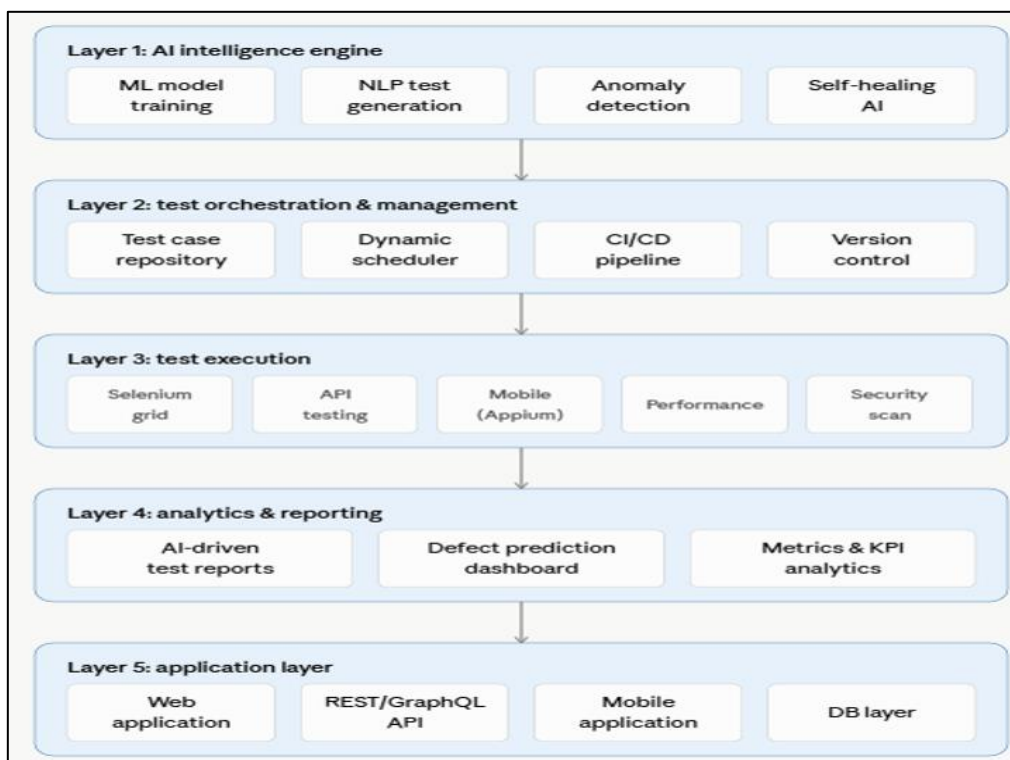 Layer 1: AI intelligence engine
ML model
training
NLP test
generation
Anomaly
detection
Self-healing
AI
Layer 2: test orchestration & management
Test case
repository
Dynamic
scheduler
CI/CD
pipeline
Version
control
Layer 3: test execution
Selenium
grid
API
testing
Mobile
(Appium)
Performance
Security
scan
Layer 4: analytics & reporting
AI-driven
test reports
Defect prediction
dashboard
Metrics & KPI
analytics
Layer 5: application layer
Web
application
REST/GraphQL
API
Mobile
application
DB layer